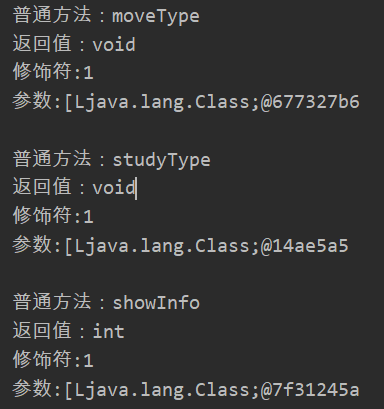 普通方法：moveType
返回值：void
修饰符:1
参数:[Ljava.lang.Class;@677327b6
普通方法：studyType
返回值：void
修饰符:1
参数:[Ljava.lang.Class;@14ae5a5
普通方法：showInfo
返回值：int
修饰符:1
参数:[Ljava.lang.Class;@7f31245a